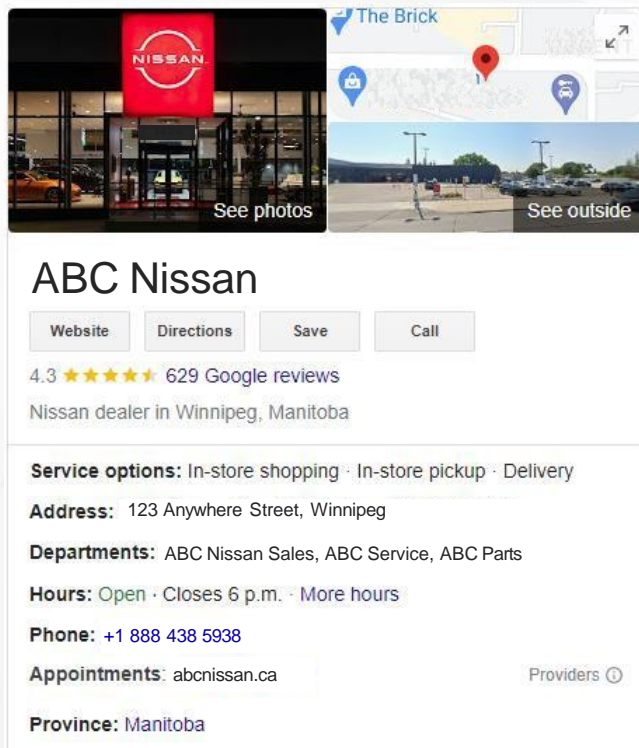 NISSAN
The Brick
See photos
See outside
ABC Nissan
Website Directions Save Call
4.3 629 Google reviews
Nissan dealer in Winnipeg, Manitoba
Service options: In-store shopping · In-store pickup · Delivery
Address: 123 Anywhere Street, Winnipeg
Departments: ABC Nissan Sales, ABC Service, ABC Parts
Hours: Open · Closes 6 p.m. · More hours
Phone: +1 888 438 5938
Appointments: abcnissan.ca Providers
Province: Manitoba